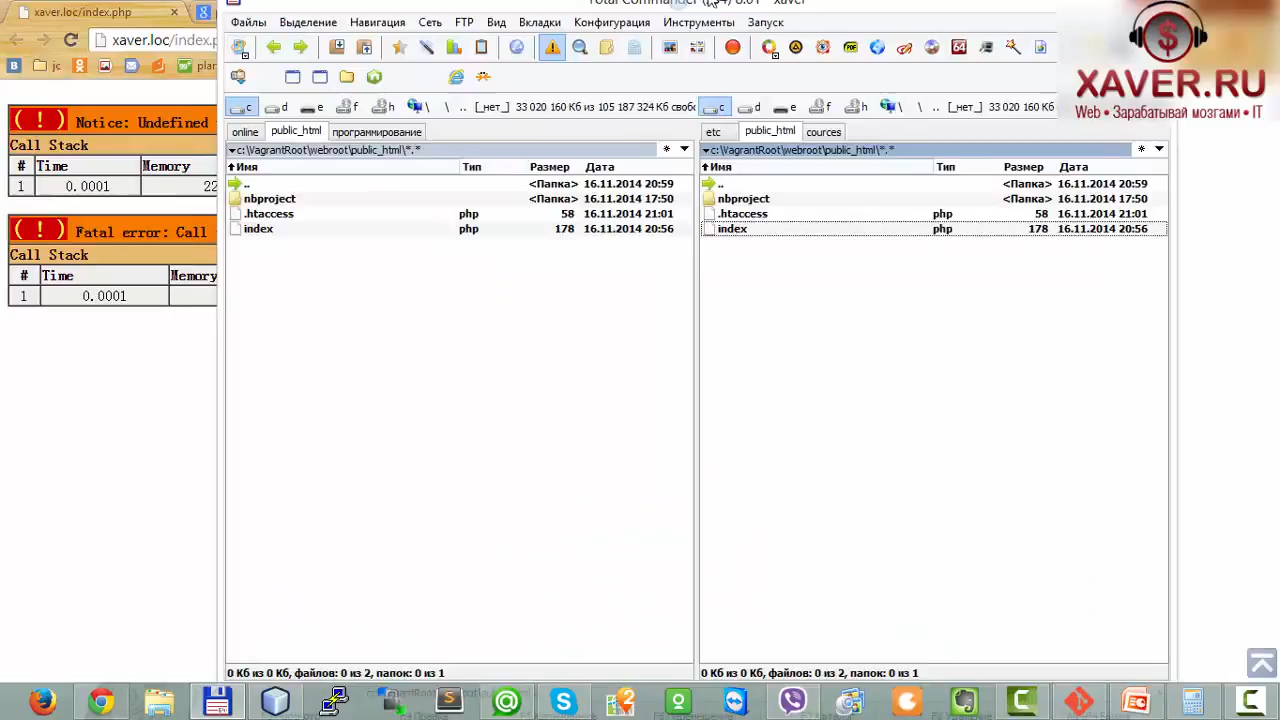 xaver.loc/index.php
xaver.loc/index.p
jc
plan
( ! ) Notice: Undefined
Call Stack
# Time Memory
1 0.0001 22
( ! ) Fatal error: Call
Call Stack
# Time Memory
1 0.0001
Файлы Выделение Навигация Сеть FTP Вид Вкладки Конфигурация Инструменты Запуск
c d e f h \ .. [_нет_] 33 020 160 Кб из 105 187 324 Кб свобо
c e f h \ .. [_нет_] 33 020 160 Кб
online public_html программирование
etc public_html cources
c:\VagrantRoot\webroot\public_html\*.*
c:\VagrantRoot\webroot\public_html\*.*
Имя Тип Размер Дата
.. <Папка> 16.11.2014 20:59
nbproject <Папка> 16.11.2014 17:50
.htaccess php 58 16.11.2014 21:01
index php 178 16.11.2014 20:56
0 Кб из 0 Кб, файлов: 0 из 2, папок: 0 из 1
Имя Тип Размер Дата
.. <Папка> 16.11.2014 20:59
nbproject <Папка> 16.11.2014 17:50
.htaccess php 58 16.11.2014 21:01
index php 178 16.11.2014 20:56
0 Кб из 0 Кб, файлов: 0 из 2, папок: 0 из 1
XAVER.RU
Web • Зарабатывай мозгами • IT